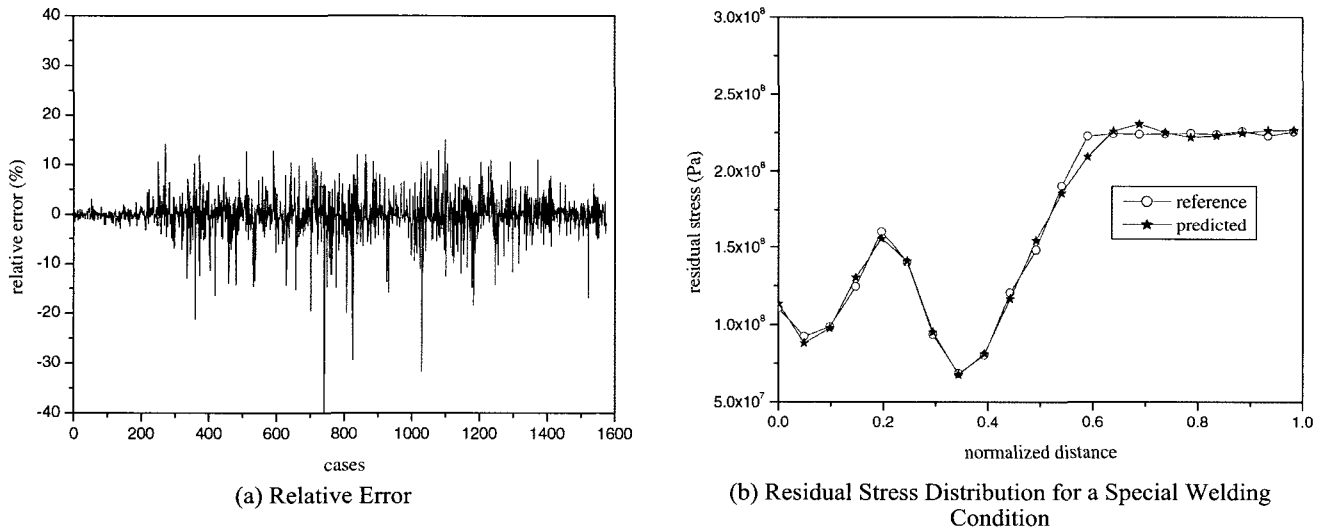 40
30
20
10
0
-10
-20
-30
-40
relative error (%)
0 200 400 600 800 1000 1200 1400 1600
cases
(a) Relative Error
3.0x10⁸
2.5x10⁸
2.0x10⁸
1.5x10⁸
1.0x10⁸
5.0x10⁷
residual stress (Pa)
reference
predicted
0.0 0.2 0.4 0.6 0.8 1.0
normalized distance
(b) Residual Stress Distribution for a Special Welding
Condition